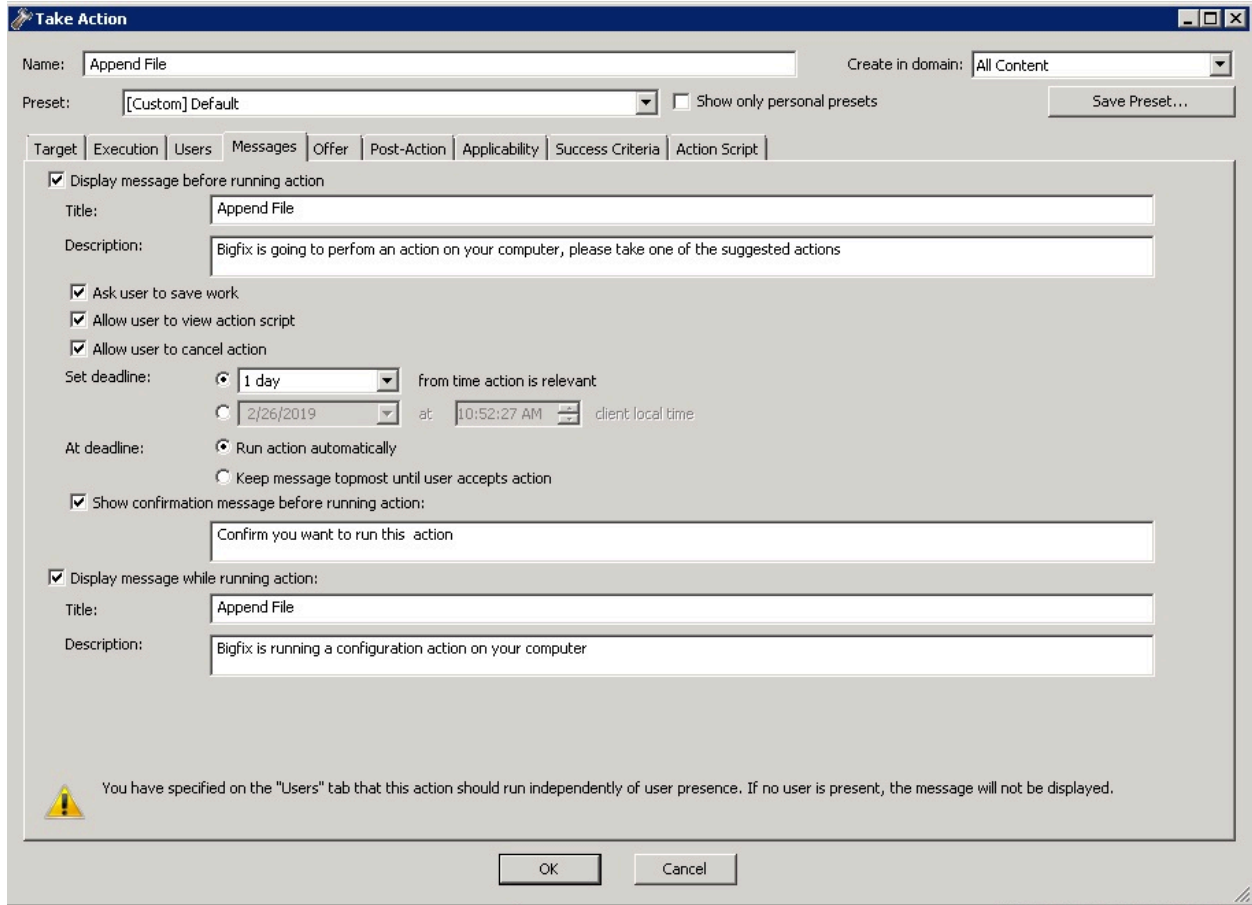 Take Action
Name: Append File Create in domain: All Content
Preset: [Custom] Default Show only personal presets Save Preset...
Target Execution Users Messages Offer Post-Action Applicability Success Criteria Action Script
Display message before running action
Title: Append File
Description: Bigfix is going to perfom an action on your computer, please take one of the suggested actions
Ask user to save work
Allow user to view action script
Allow user to cancel action
Set deadline: 1 day from time action is relevant
2/26/2019 at 10:52:27 AM client local time
At deadline: Run action automatically
Keep message topmost until user accepts action
Show confirmation message before running action:
Confirm you want to run this  action
Display message while running action:
Title: Append File
Description: Bigfix is running a configuration action on your computer
You have specified on the "Users" tab that this action should run independently of user presence. If no user is present, the message will not be displayed.
OK Cancel